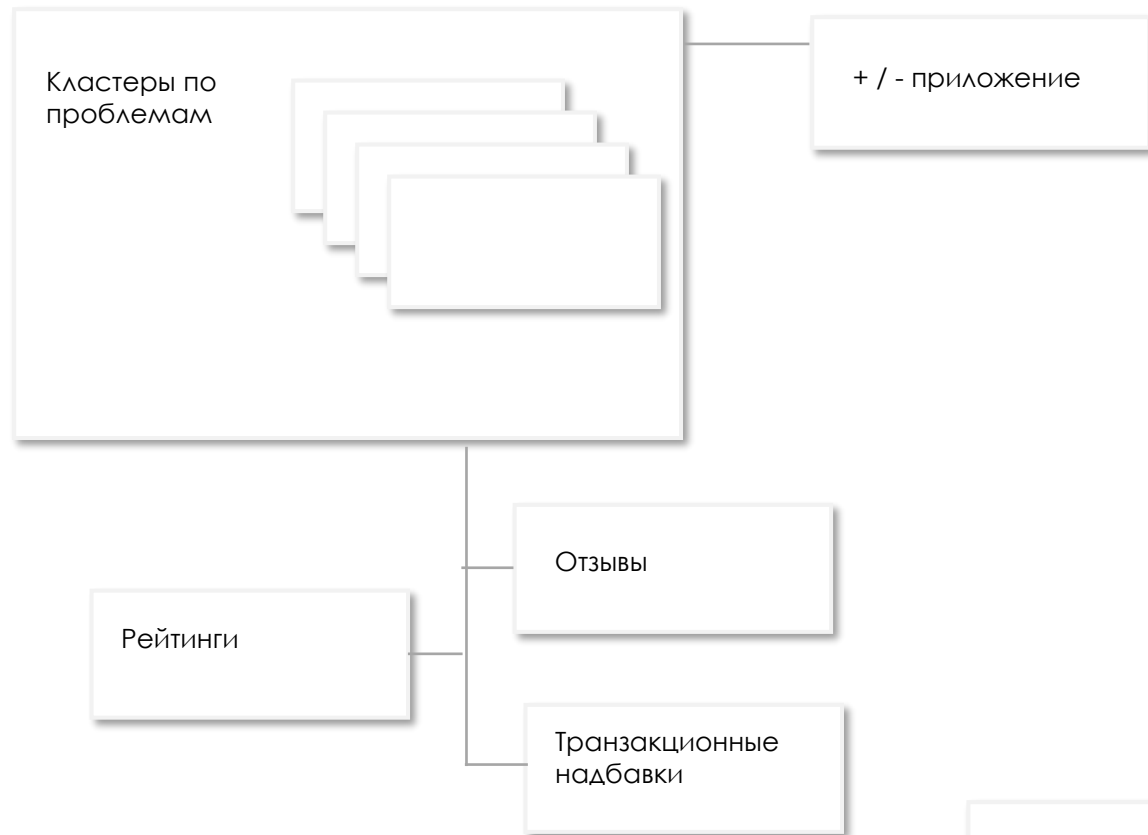 Кластеры по
проблемам
+ / - приложение
Отзывы
Рейтинги
Транзакционные
надбавки